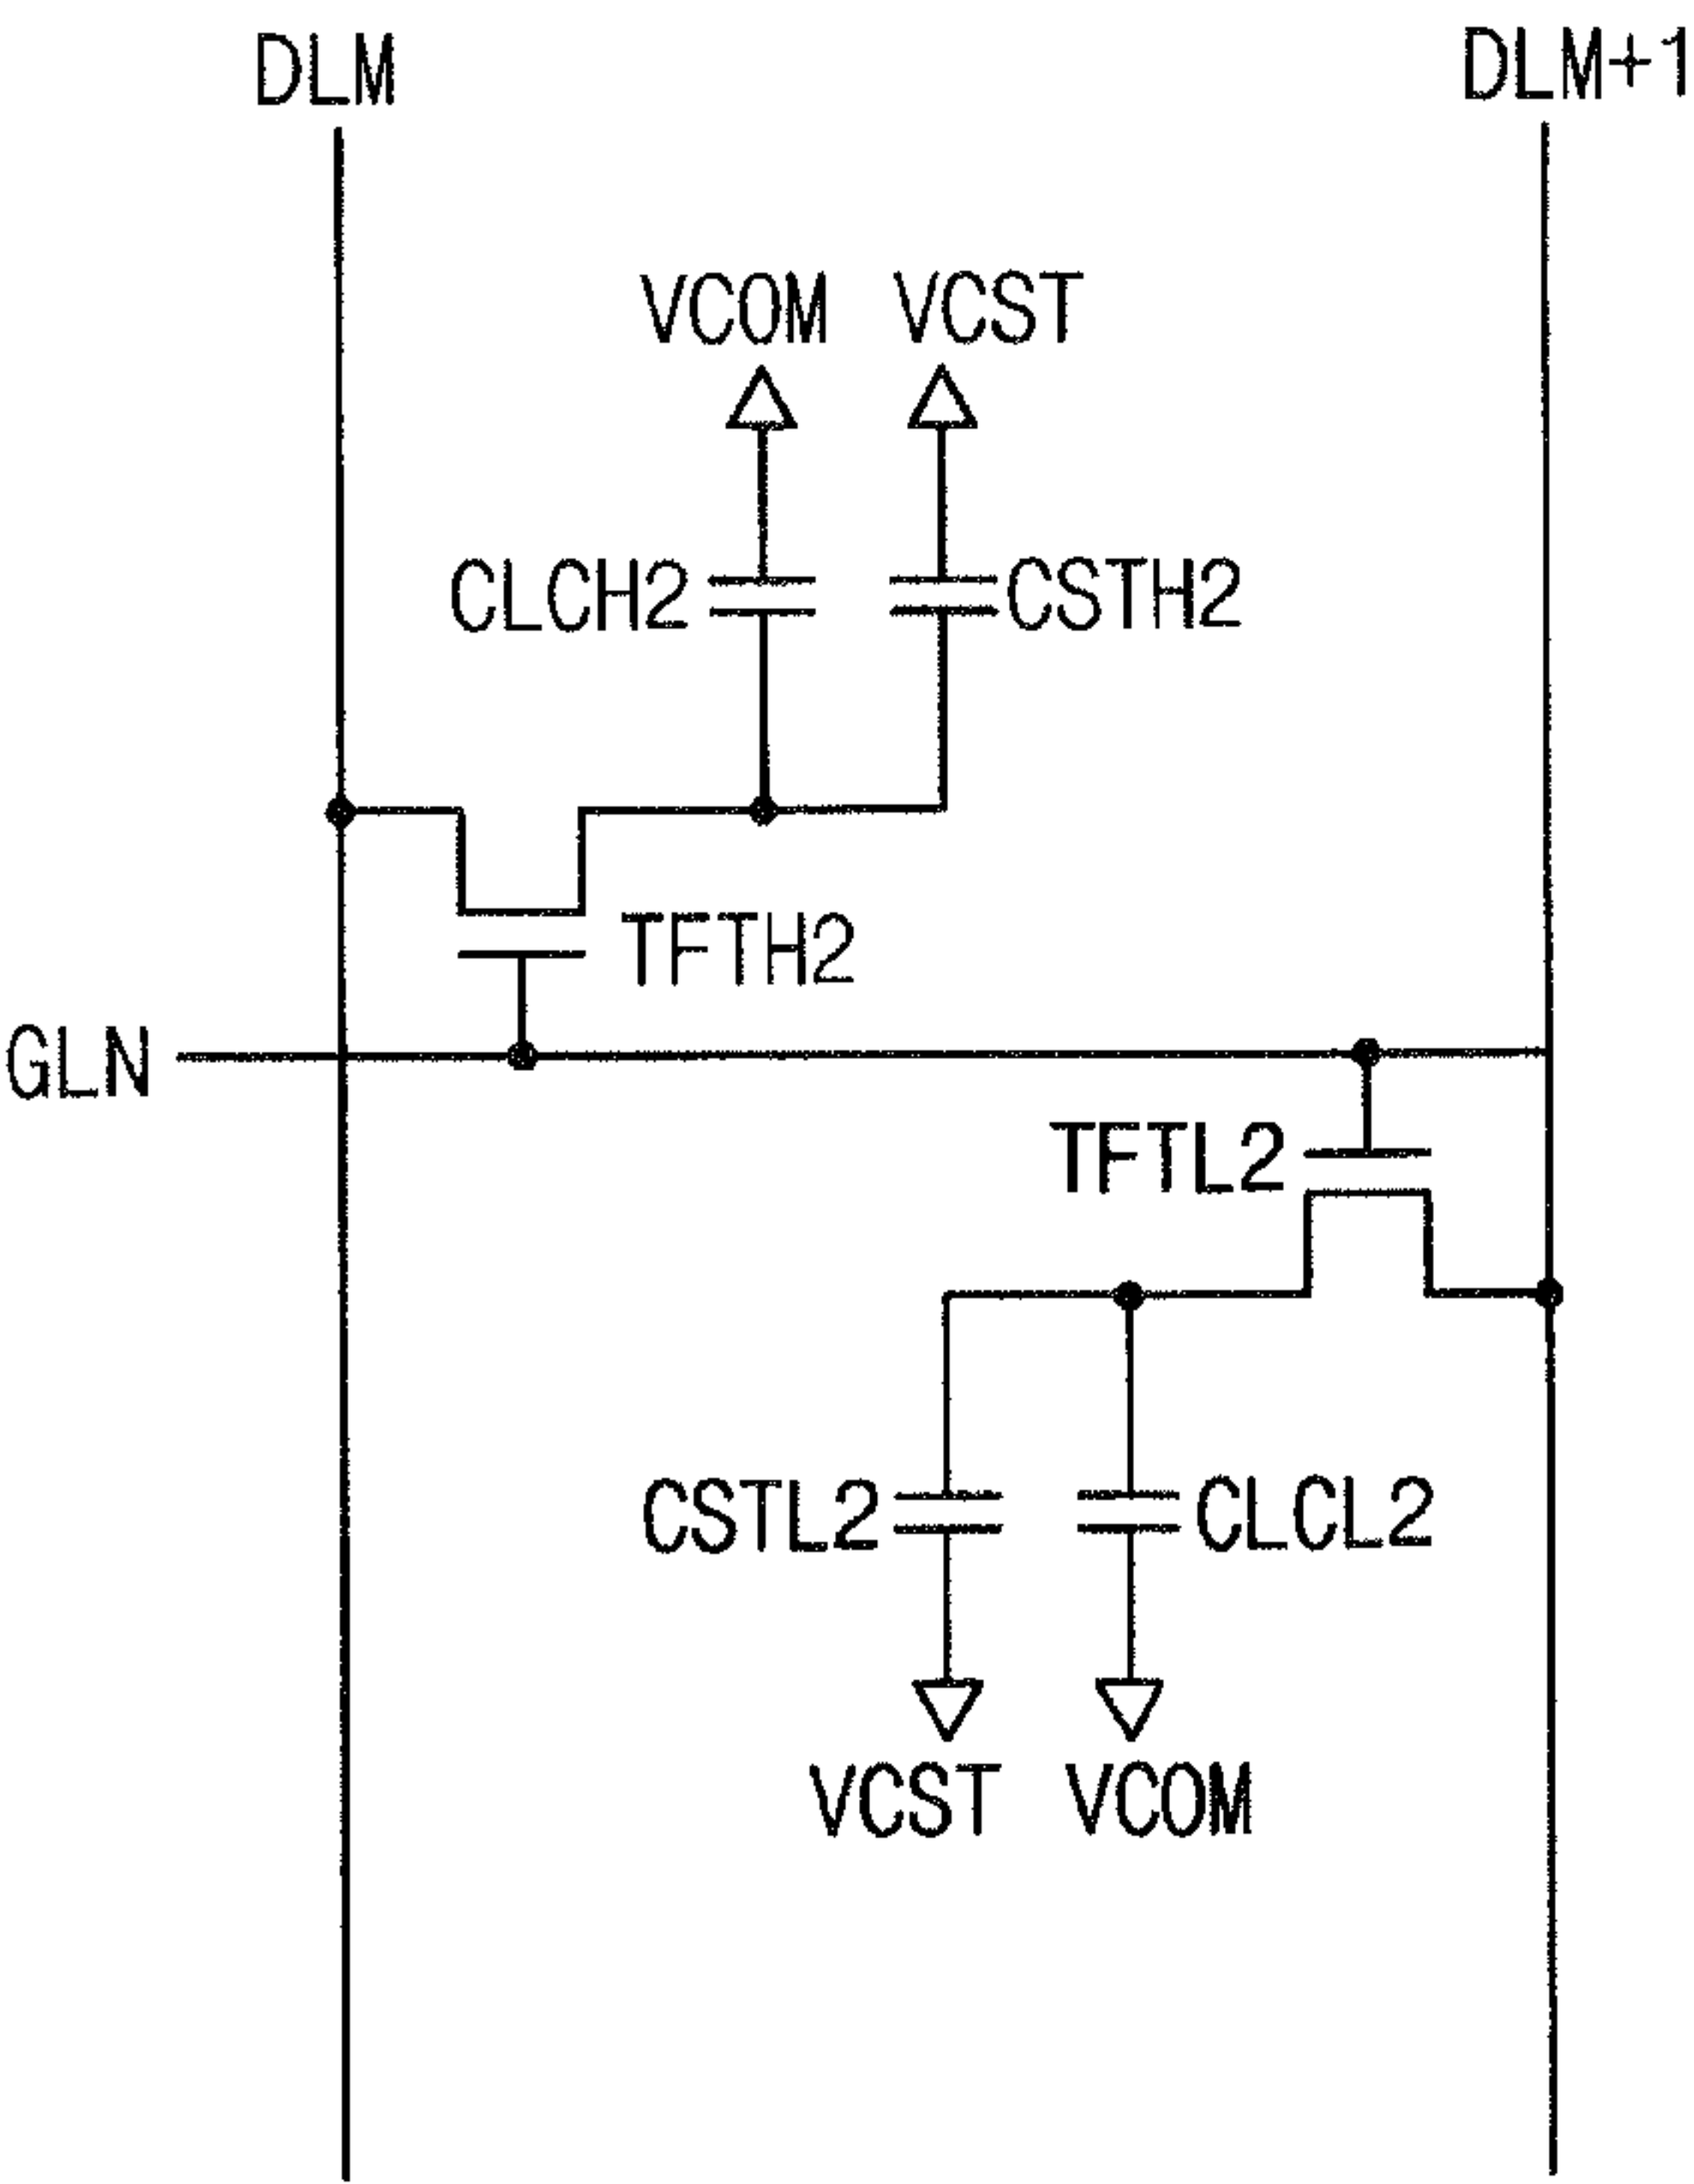 DLM DLM+1
VCOM VCST
CLCH2 CSTH2
TFTH2
GLN
TFTL2
CSTL2 CLCL2
VCST VCOM